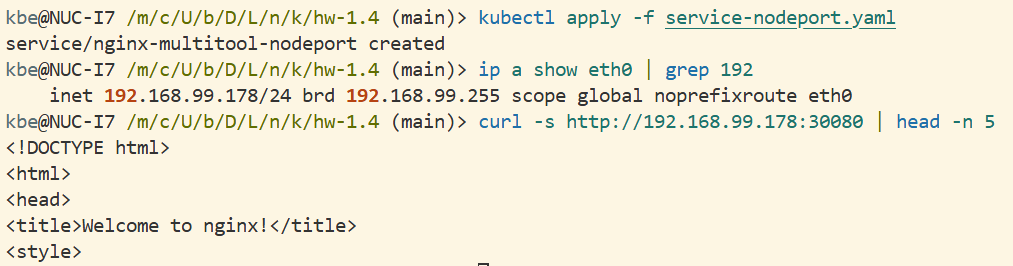 kbe@NUC-I7 /m/c/U/b/D/L/n/k/hw-1.4 (main)> kubectl apply -f service-nodeport.yaml
service/nginx-multitool-nodeport created
kbe@NUC-I7 /m/c/U/b/D/L/n/k/hw-1.4 (main)> ip a show eth0 | grep 192
    inet 192.168.99.178/24 brd 192.168.99.255 scope global noprefixroute eth0
kbe@NUC-I7 /m/c/U/b/D/L/n/k/hw-1.4 (main)> curl -s http://192.168.99.178:30080 | head -n 5
<!DOCTYPE html>
<html>
<head>
<title>Welcome to nginx!</title>
<style>